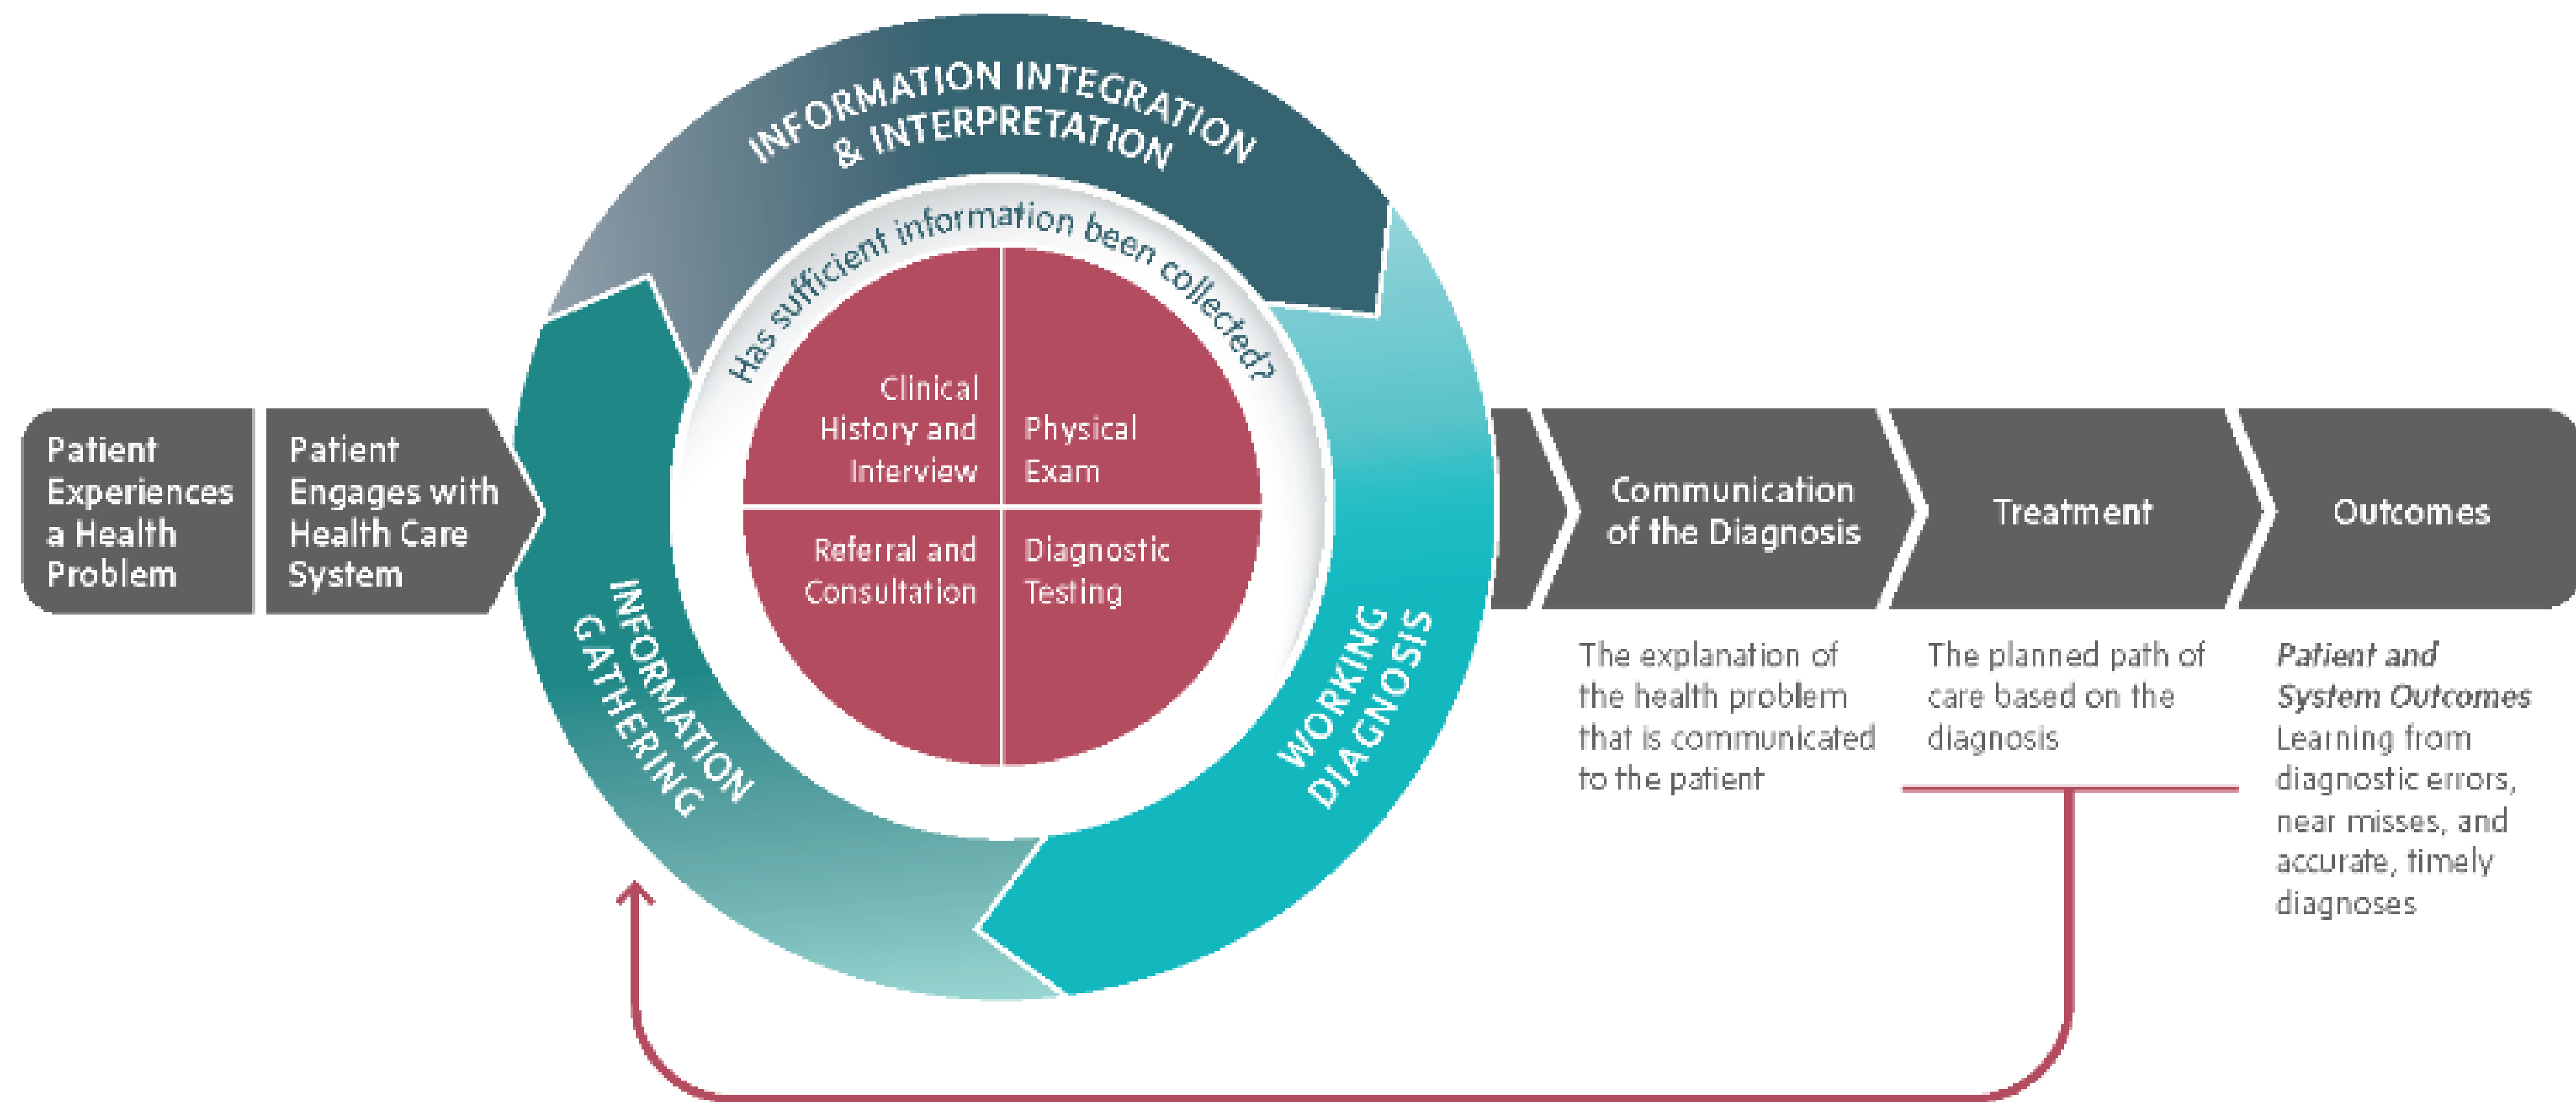 INFORMATION INTEGRATION
& INTERPRETATION
Has sufficient information been collected?
Clinical
History and
Interview
Physical
Exam
Referral and
Consultation
Diagnostic
Testing
INFORMATION
GATHERING
WORKING
DIAGNOSIS
Patient
Experiences
a Health
Problem
Patient
Engages with
Health Care
System
Communication
of the Diagnosis
Treatment
Outcomes
The explanation of
the health problem
that is communicated
to the patient
The planned path of
care based on the
diagnosis
Patient and
System Outcomes
Learning from
diagnostic errors,
near misses, and
accurate, timely
diagnoses